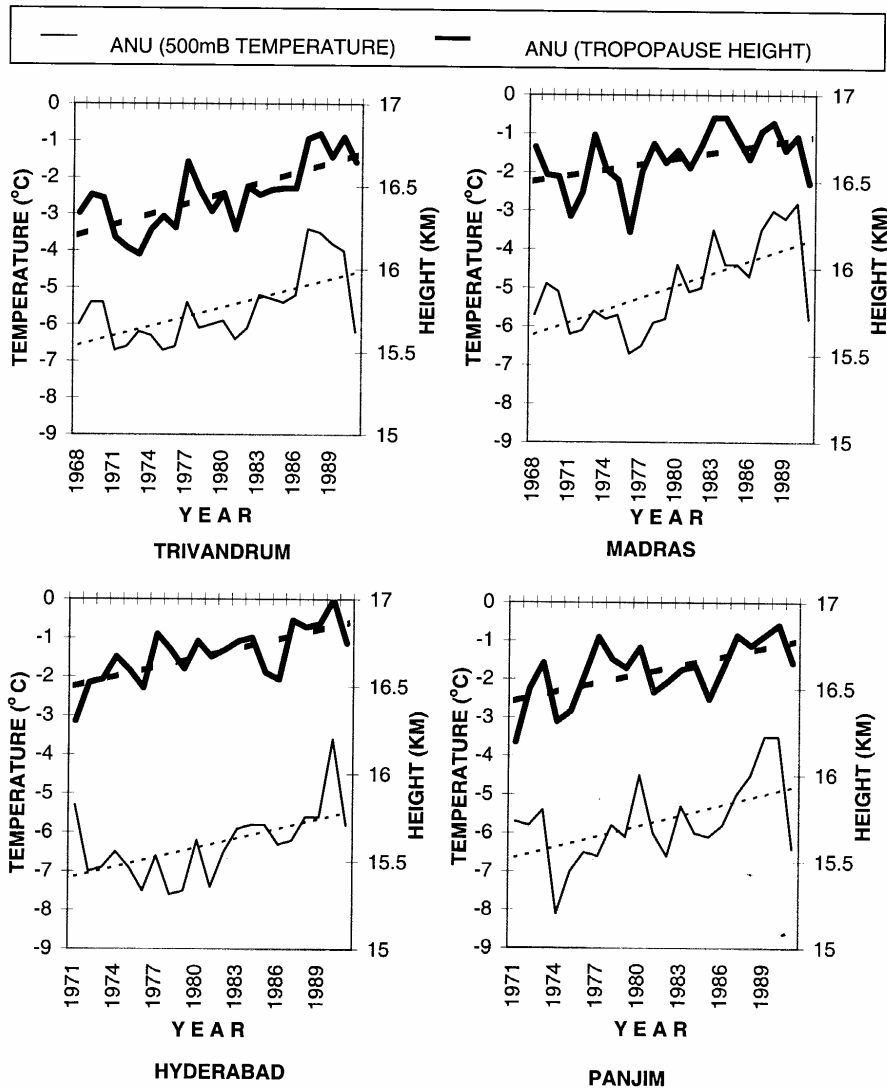 ANU (500mB TEMPERATURE) ANU (TROPOPAUSE HEIGHT)
0
-1
-2
-3
-4
-5
-6
-7
-8
-9
TEMPERATURE (°C)
17
16.5
16
15.5
15
HEIGHT (KM)
1968 1971 1974 1977 1980 1983 1986 1989
YEAR
TRIVANDRUM
0
-1
-2
-3
-4
-5
-6
-7
-8
-9
TEMPERATURE (°C)
17
16.5
16
15.5
15
HEIGHT (KM)
1968 1971 1974 1977 1980 1983 1986 1989
YEAR
MADRAS
0
-1
-2
-3
-4
-5
-6
-7
-8
-9
TEMPERATURE (°C)
17
16.5
16
15.5
15
HEIGHT (KM)
1971 1974 1977 1980 1983 1986 1989
YEAR
HYDERABAD
0
-1
-2
-3
-4
-5
-6
-7
-8
-9
TEMPERATURE (°C)
17
16.5
16
15.5
15
HEIGHT (KM)
1971 1974 1977 1980 1983 1986 1989
YEAR
PANJIM